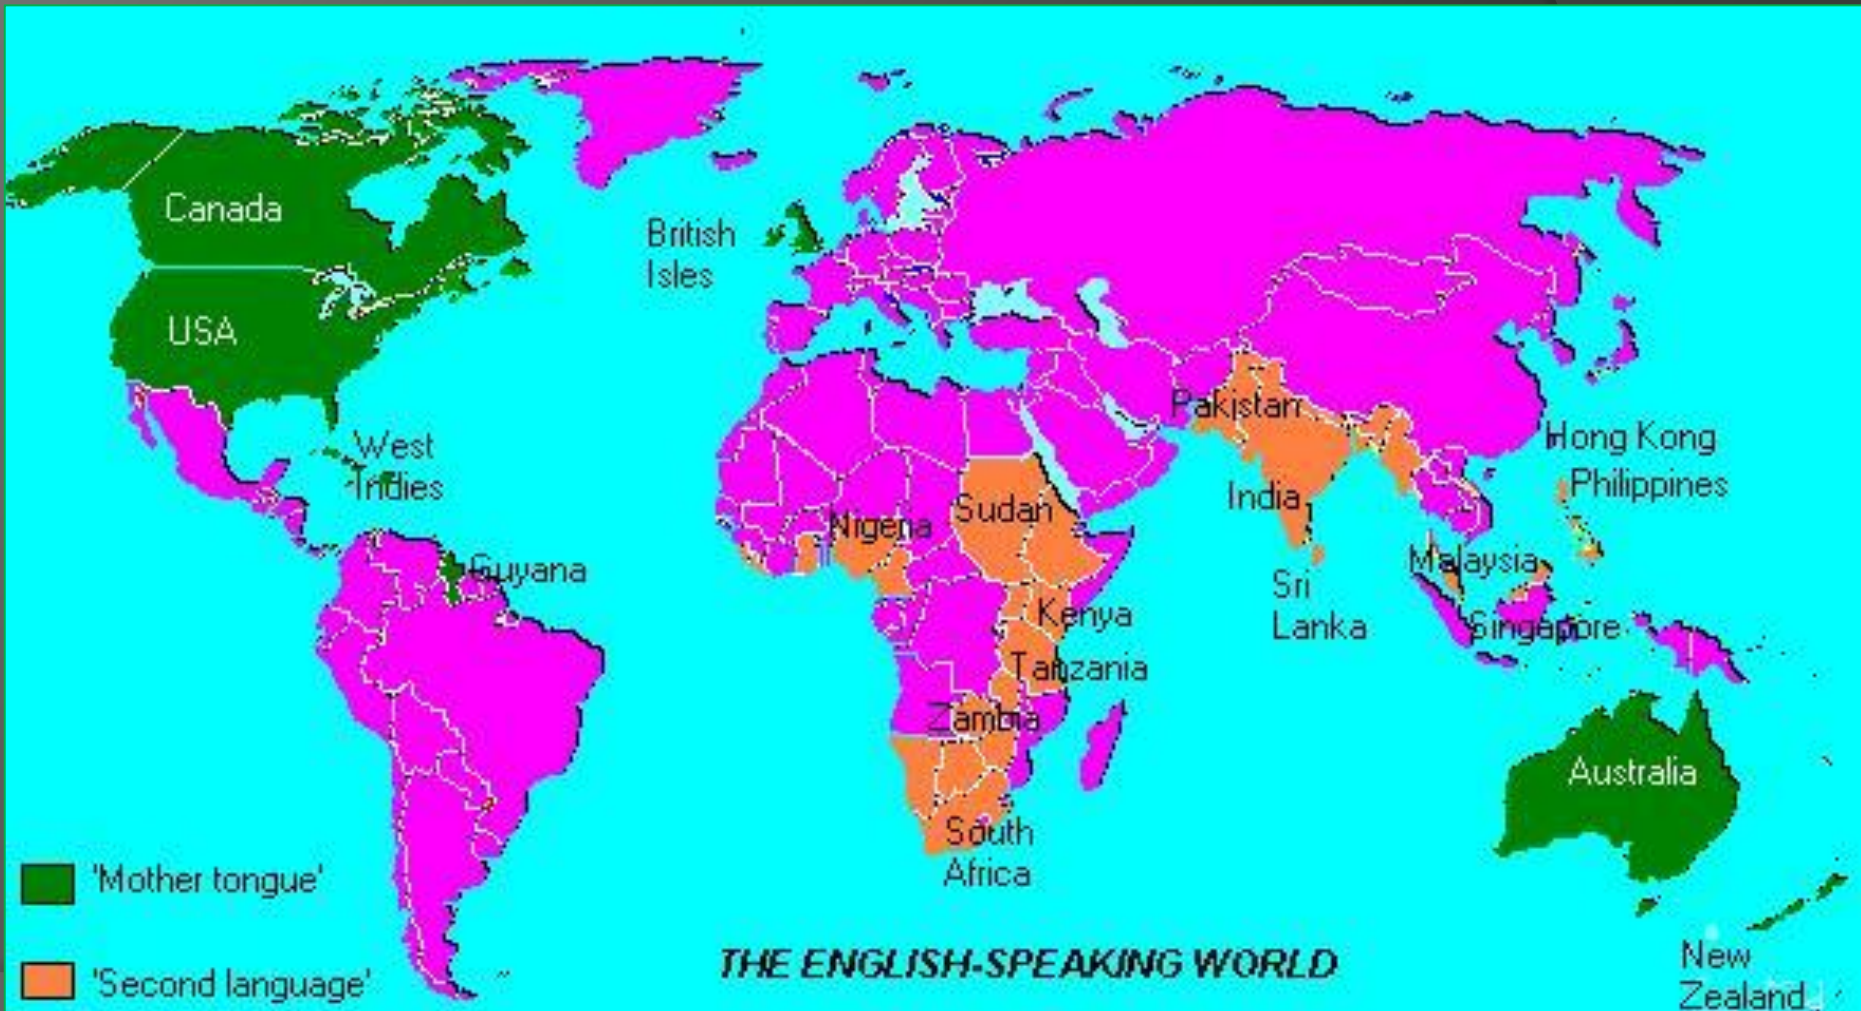 Canada
British
Isles
USA
West
Indies
Guyana
Pakistan
Hong Kong
Philippines
India
Nigeria
Sudan
Malaysia
Sri
Lanka
Kenya
Singapore
Tanzania
Zambia
Australia
South
Africa
'Mother tongue'
'Second language'
THE ENGLISH-SPEAKING WORLD
New
Zealand